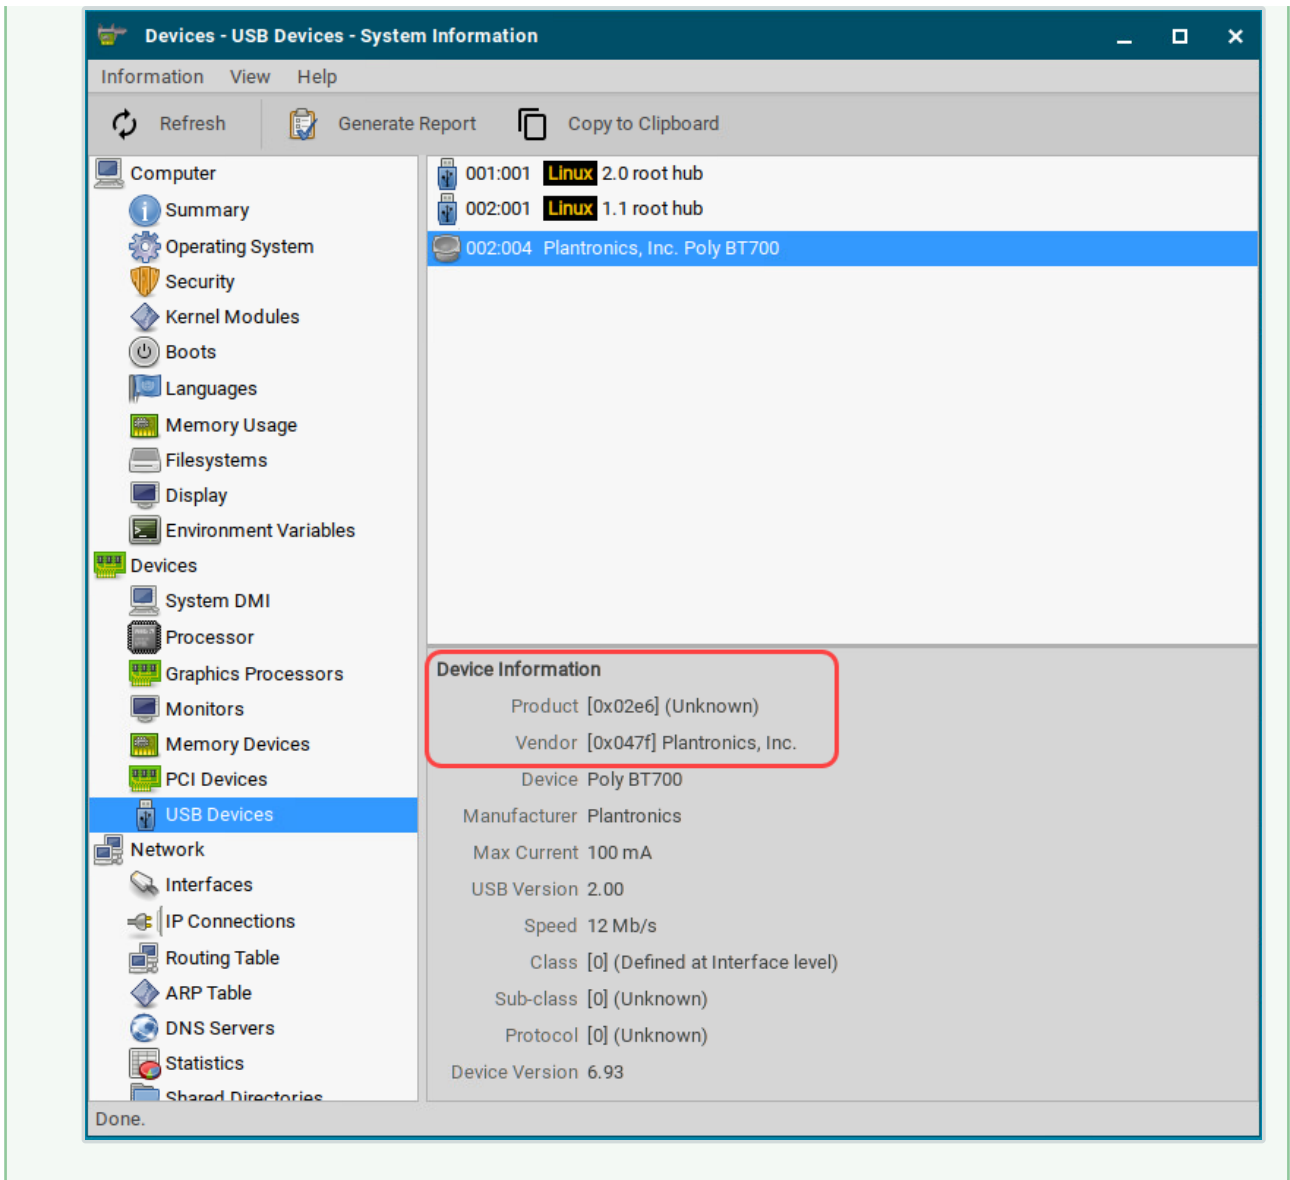 Devices - USB Devices - System Information
Information View Help
Refresh Generate Report Copy to Clipboard
Computer
Summary
Operating System
Security
Kernel Modules
Boots
Languages
Memory Usage
Filesystems
Display
Environment Variables
Devices
System DMI
Processor
Graphics Processors
Monitors
Memory Devices
PCI Devices
USB Devices
Network
Interfaces
IP Connections
Routing Table
ARP Table
DNS Servers
Statistics
Shared Directories
001:001 Linux 2.0 root hub
002:001 Linux 1.1 root hub
002:004 Plantronics, Inc. Poly BT700
Device Information
Product [0x02e6] (Unknown)
Vendor [0x047f] Plantronics, Inc.
Device Poly BT700
Manufacturer Plantronics
Max Current 100 mA
USB Version 2.00
Speed 12 Mb/s
Class [0] (Defined at Interface level)
Sub-class [0] (Unknown)
Protocol [0] (Unknown)
Device Version 6.93
Done.